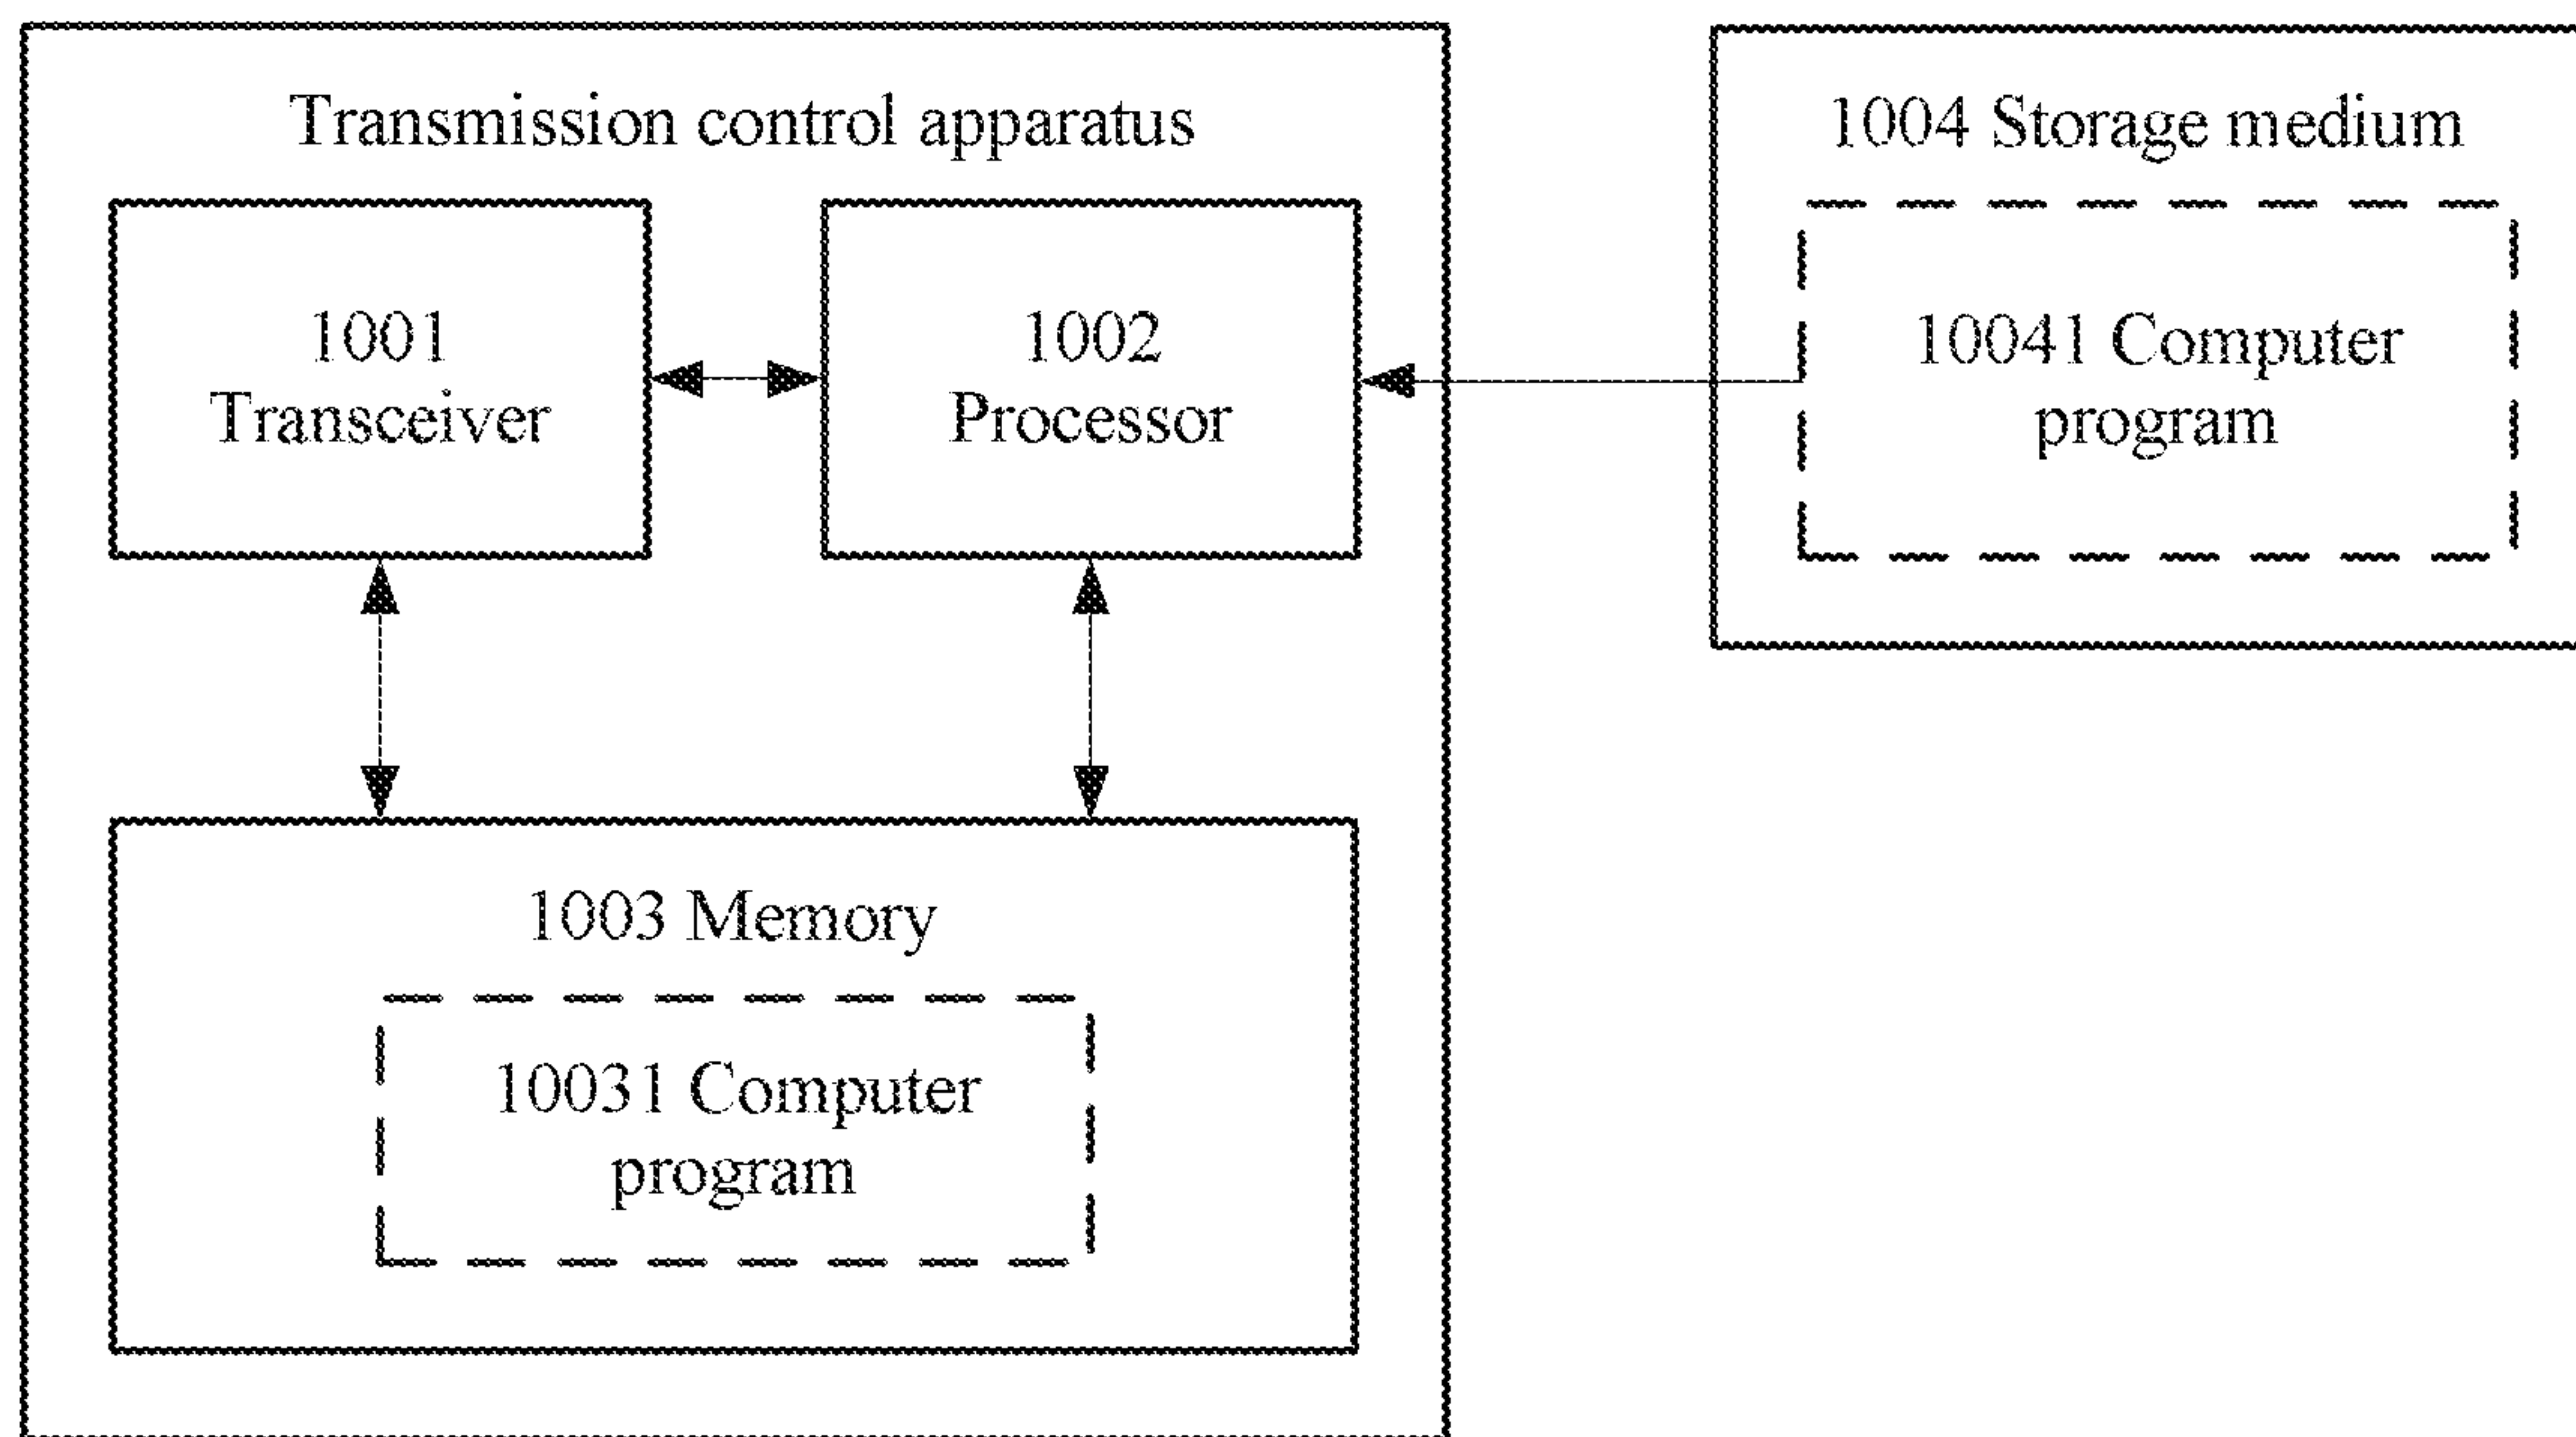 Transmission control apparatus
1001
Transceiver
1002
Processor
1003 Memory
10031 Computer
program
1004 Storage medium
10041 Computer
program